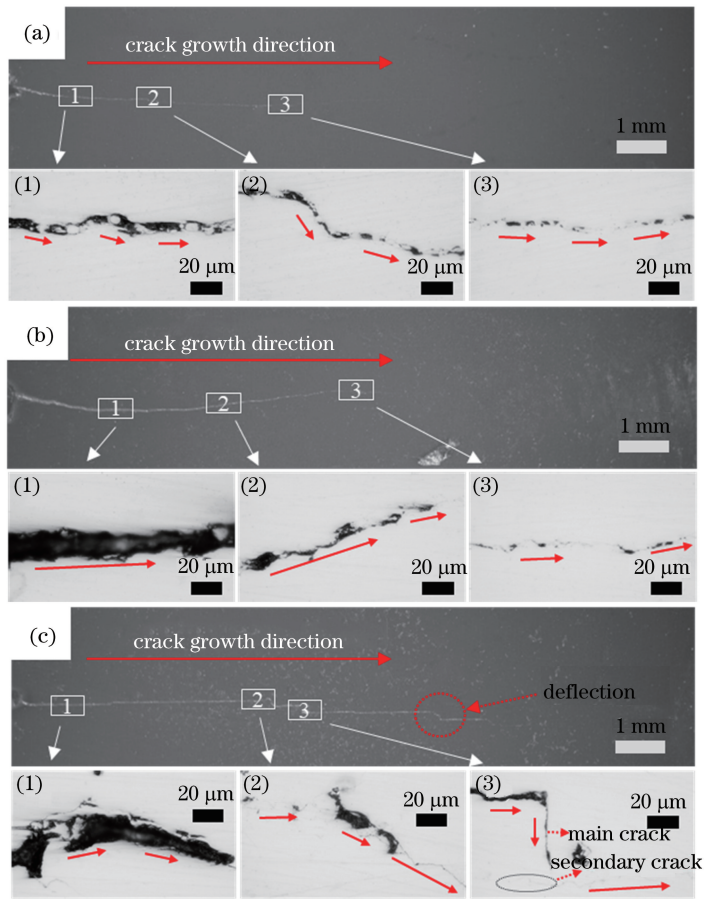 (a)
crack growth direction
1
2
3
1 mm
(1)
(2)
(3)
20 μm
20 μm
20 μm
(b)
crack growth direction
1
2
3
1 mm
(1)
(2)
(3)
20 μm
20 μm
20 μm
(c)
crack growth direction
deflection
1
2
3
1 mm
(1)
(2)
(3)
20 μm
20 μm
20 μm
main crack
secondary crack